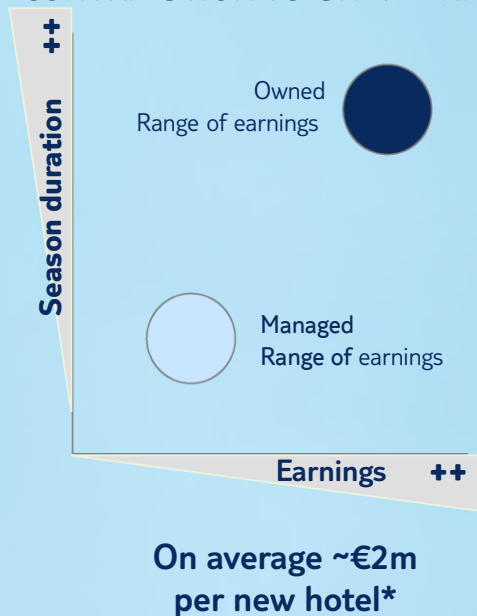 ++
Season duration
Owned
Range of earnings
Managed
Range of earnings
Earnings ++
On average ~€2m
per new hotel*